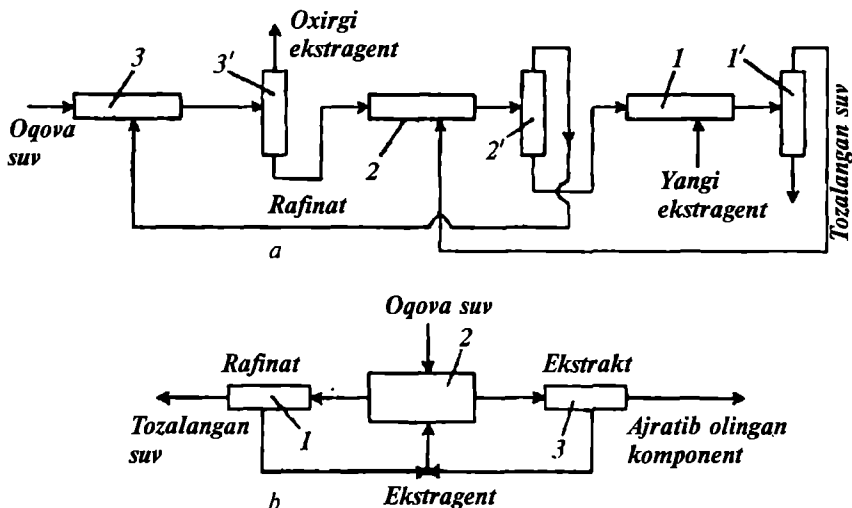 Oxirgi
ekstragent
3
3'
1
1'
Oqova
suv
2
2'
Rafinat
Yangi
ekstragent
Tozalangan suv
a
Oqova suv
Rafinat
2
Ekstrakt
Tozalangan
suv
1
3
Ajratib olingan
komponent
Ekstragent
b